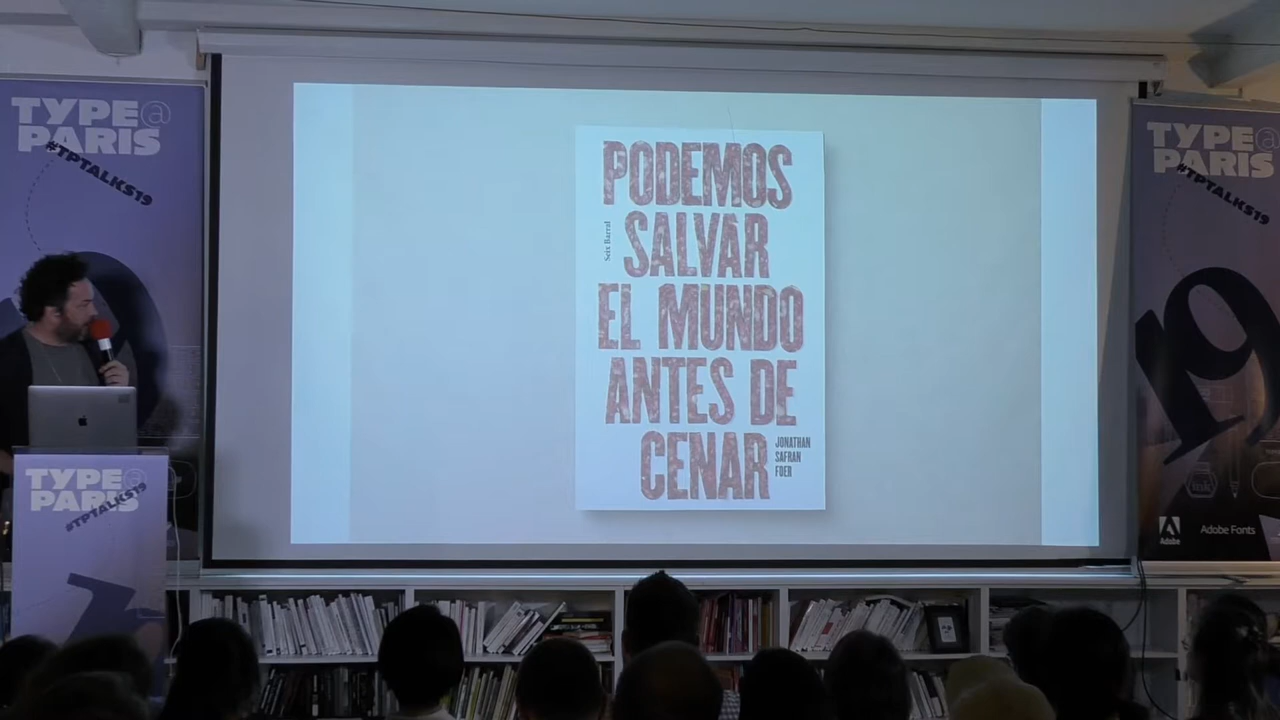 TYPE@
PARIS
#TPTALKS19
PODEMOS
SALVAR
EL MUNDO
ANTES DE
CENAR
Seix Barral
JONATHAN
SAFRAN
FOER
TYPE@
PARIS
#TPTALKS19
TYPE@
PARIS
#TPTALKS19
19
ink
Adobe
Adobe Fonts